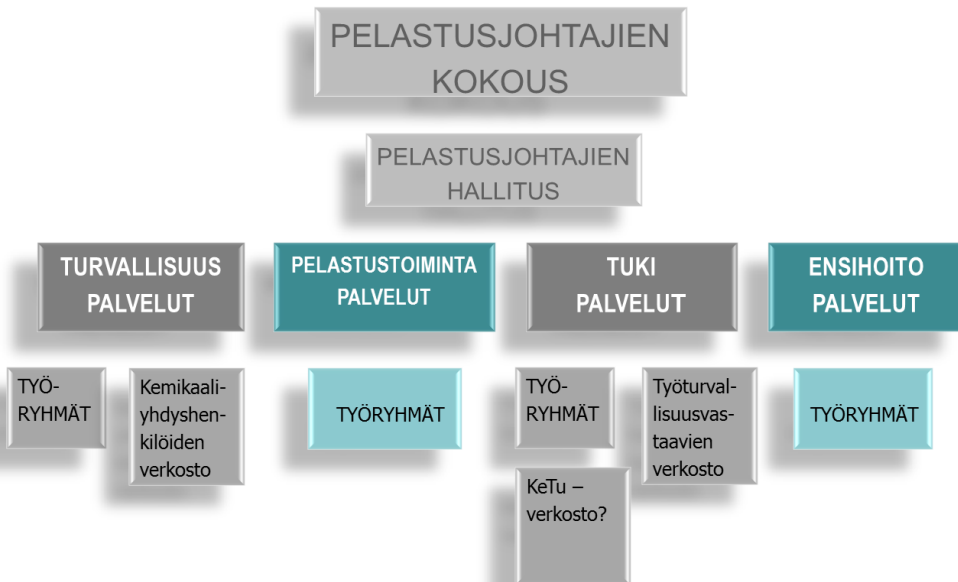 PELASTUSJOHTAJIEN
KOKOUS
PELASTUSJOHTAJIEN
HALLITUS
TURVALLISUUS
PALVELUT
PELASTUSTOIMINTA
PALVELUT
TUKI
PALVELUT
ENSIHOITO
PALVELUT
TYÖ-
RYHMÄT
Kemikaali-
yhdyshen-
kilöiden
verkosto
TYÖRYHMÄT
TYÖ-
RYHMÄT
Työturval-
lisuusvas-
taavien
verkosto
TYÖRYHMÄT
KeTu –
verkosto?